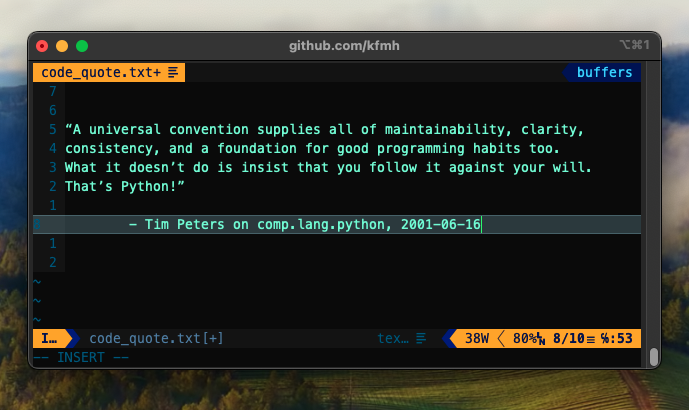 github.com/kfmh
⌥⌘1
code_quote.txt+
buffers
7
6
5 “A universal convention supplies all of maintainability, clarity,
4 consistency, and a foundation for good programming habits too.
3 What it doesn’t do is insist that you follow it against your will.
2 That’s Python!”
1
- Tim Peters on comp.lang.python, 2001-06-16
1
2
~
~
~
I… code_quote.txt[+] tex… 38W 80% 8/10 ℅:53
-- INSERT --